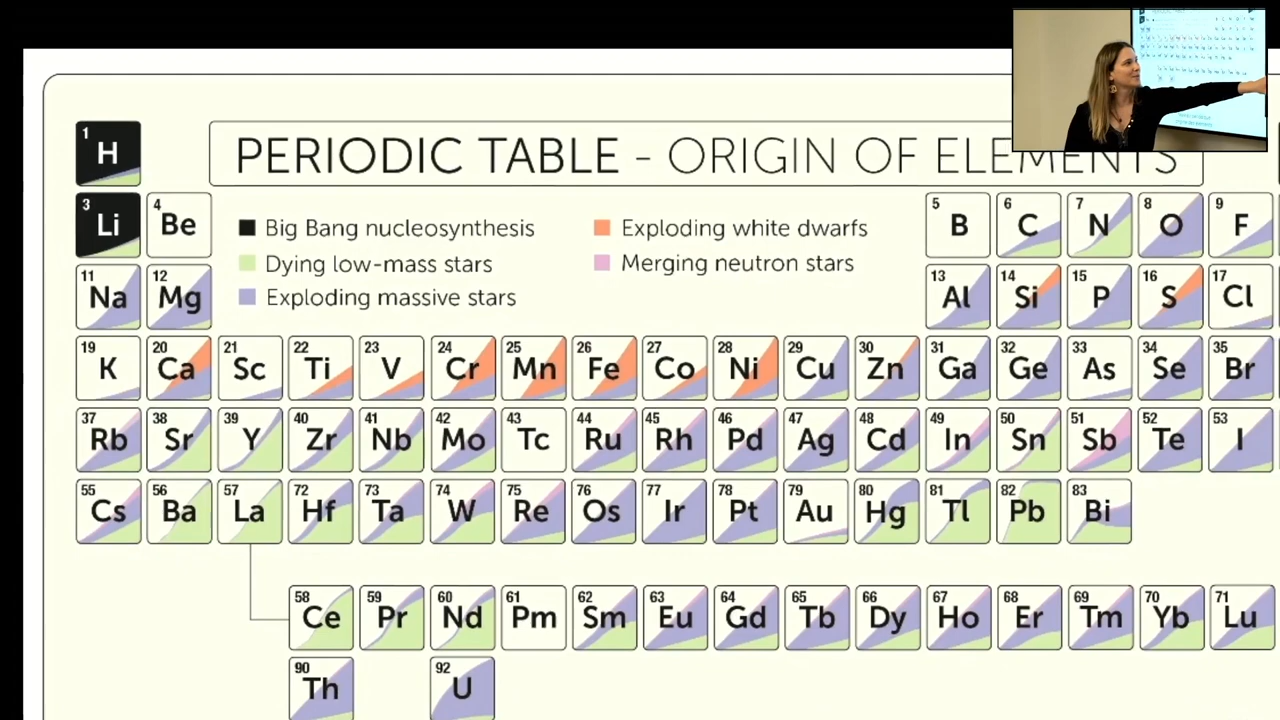 1
H
PERIODIC TABLE - ORIGIN OF ELEMENTS
3
Li
4
Be
Big Bang nucleosynthesis
Dying low-mass stars
Exploding massive stars
Exploding white dwarfs
Merging neutron stars
5
B
6
C
7
N
8
O
9
F
11
Na
12
Mg
13
Al
14
Si
15
P
16
S
17
Cl
19
K
20
Ca
21
Sc
22
Ti
23
V
24
Cr
25
Mn
26
Fe
27
Co
28
Ni
29
Cu
30
Zn
31
Ga
32
Ge
33
As
34
Se
35
Br
37
Rb
38
Sr
39
Y
40
Zr
41
Nb
42
Mo
43
Tc
44
Ru
45
Rh
46
Pd
47
Ag
48
Cd
49
In
50
Sn
51
Sb
52
Te
53
I
55
Cs
56
Ba
57
La
72
Hf
73
Ta
74
W
75
Re
76
Os
77
Ir
78
Pt
79
Au
80
Hg
81
Tl
82
Pb
83
Bi
58
Ce
59
Pr
60
Nd
61
Pm
62
Sm
63
Eu
64
Gd
65
Tb
66
Dy
67
Ho
68
Er
69
Tm
70
Yb
71
Lu
90
Th
92
U